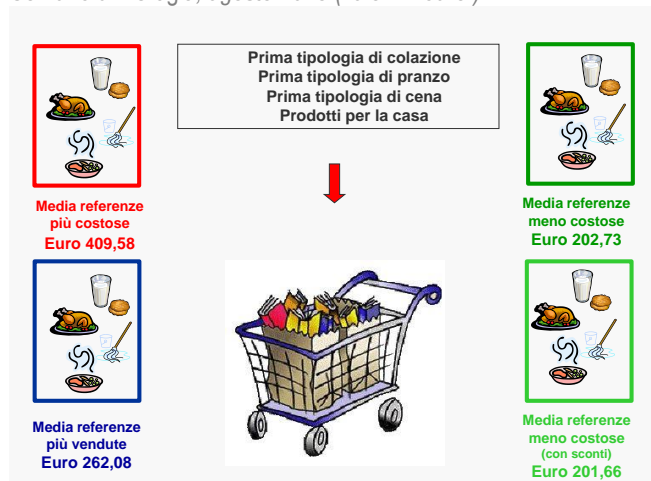 Prima tipologia di colazione
Prima tipologia di pranzo
Prima tipologia di cena
Prodotti per la casa
Media referenze
più costose
Euro 409,58
Media referenze
meno costose
Euro 202,73
Media referenze
più vendute
Euro 262,08
Media referenze
meno costose
(con sconti)
Euro 201,66